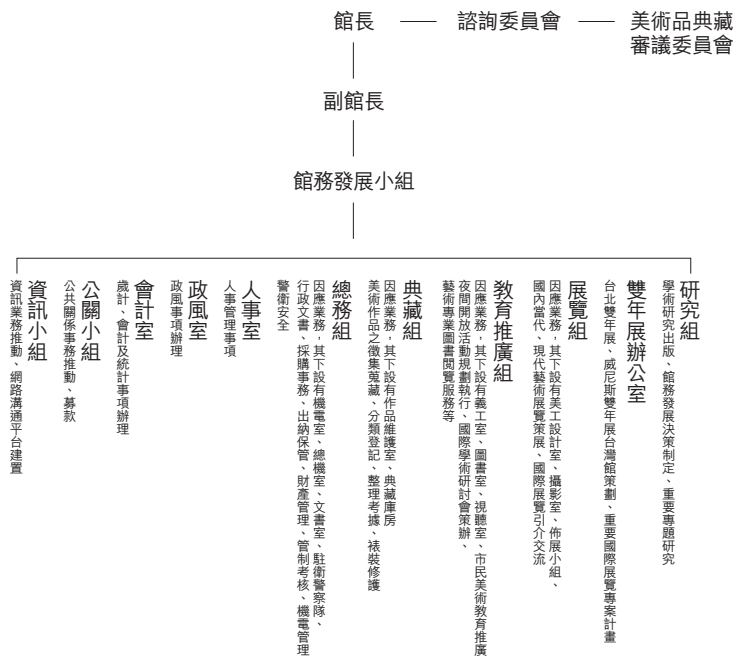 館長
諮詢委員會
美術品典藏
審議委員會
副館長
館務發展小組
研究組
學術研究出版、館務發展決策制定、重要專題研究
雙年展辦公室
台北雙年展、威尼斯雙年展台灣館策劃、重要國際展覽專案計畫
展覽組
因應業務，其下設有美工設計室、攝影室、佈展小組、
國內當代、現代藝術展覽策展、國際展覽引介交流
教育推廣組
因應業務，其下設有義工室、圖書室、視聽室、市民美術教育推廣
夜間開放活動規劃執行、國際學術研討會策辦、
藝術專業圖書閱覽服務等
典藏組
因應業務，其下設有作品維護室、典藏庫房
美術作品之徵集蒐藏、分類登記、整理考據、裱裝修護
總務組
因應業務，其下設有機電室、總機室、文書室、駐衛警察隊、
行政文書、採購事務、出納保管、財產管理、管制考核、機電管理
警衛安全
人事室
人事管理事項
政風室
政風事項辦理
會計室
歲計、會計及統計事項辦理
公關小組
公共關係事務推動、募款
資訊小組
資訊業務推動、網路溝通平台建置